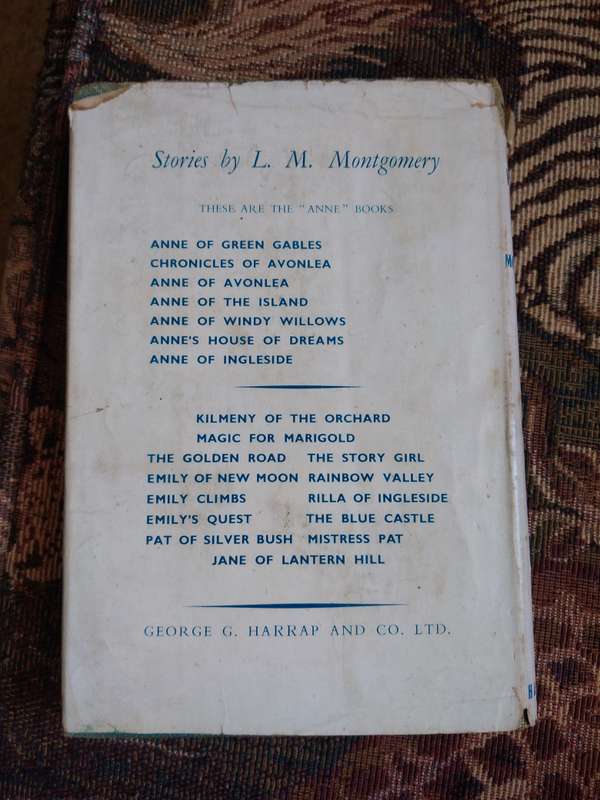 Stories by L. M. Montgomery
THESE ARE THE "ANNE" BOOKS
ANNE OF GREEN GABLES
CHRONICLES OF AVONLEA
ANNE OF AVONLEA
ANNE OF THE ISLAND
ANNE OF WINDY WILLOWS
ANNE'S HOUSE OF DREAMS
ANNE OF INGLESIDE
KILMENY OF THE ORCHARD
MAGIC FOR MARIGOLD
THE GOLDEN ROAD THE STORY GIRL
EMILY OF NEW MOON RAINBOW VALLEY
EMILY CLIMBS RILLA OF INGLESIDE
EMILY'S QUEST THE BLUE CASTLE
PAT OF SILVER BUSH MISTRESS PAT
JANE OF LANTERN HILL
GEORGE G. HARRAP AND CO. LTD.